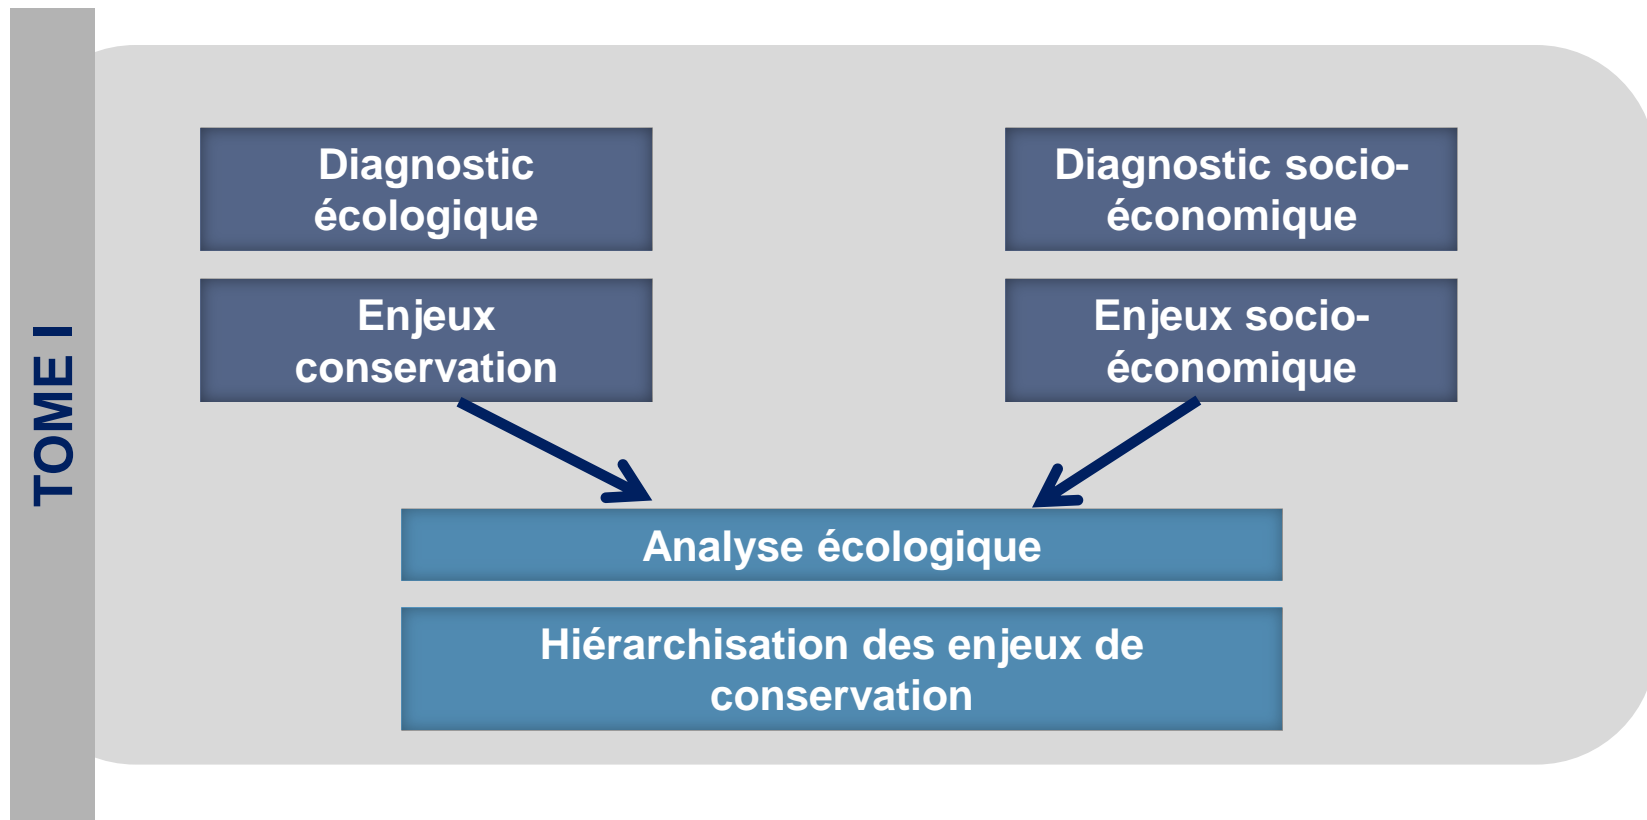 TOME I
Diagnostic
écologique
Diagnostic socio-
économique
Enjeux
conservation
Enjeux socio-
économique
Analyse écologique
Hiérarchisation des enjeux de
conservation